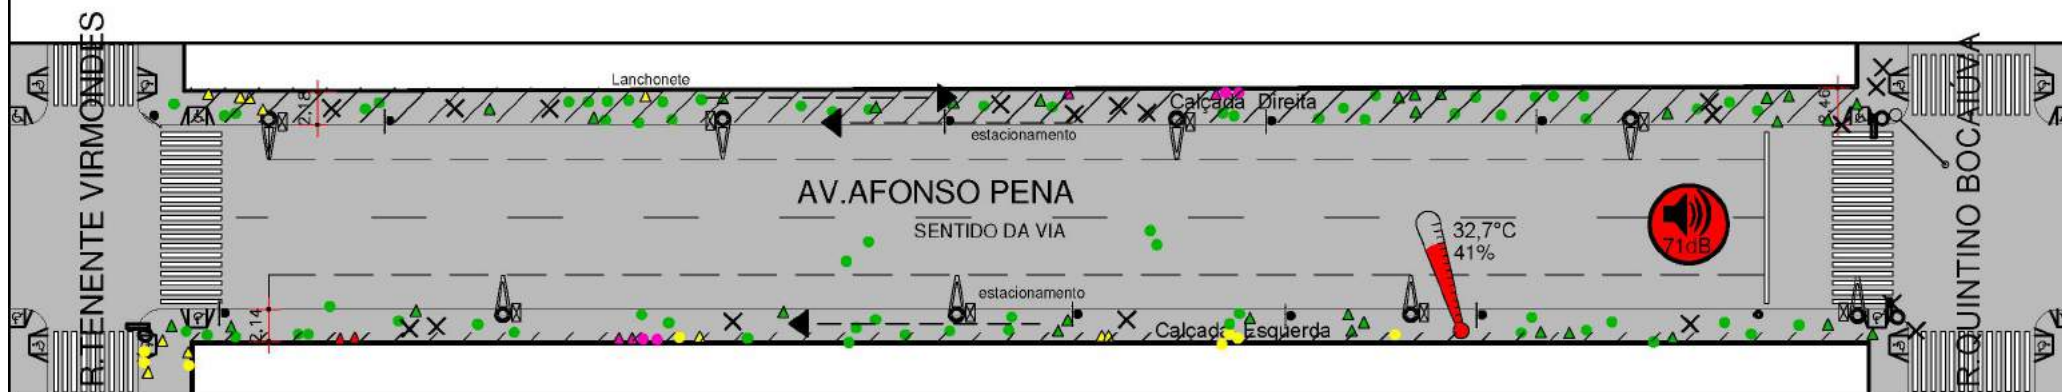 R.TENENTE VIRMONDES
Lanchonete
2,18
Calçada Direita
2,46
estacionamento
AV.AFONSO PENA
SENTIDO DA VIA
32,7°C
41%
71dB
estacionamento
2,14
Calçada Esquerda
R.QUINTINO BOCAIÚVA